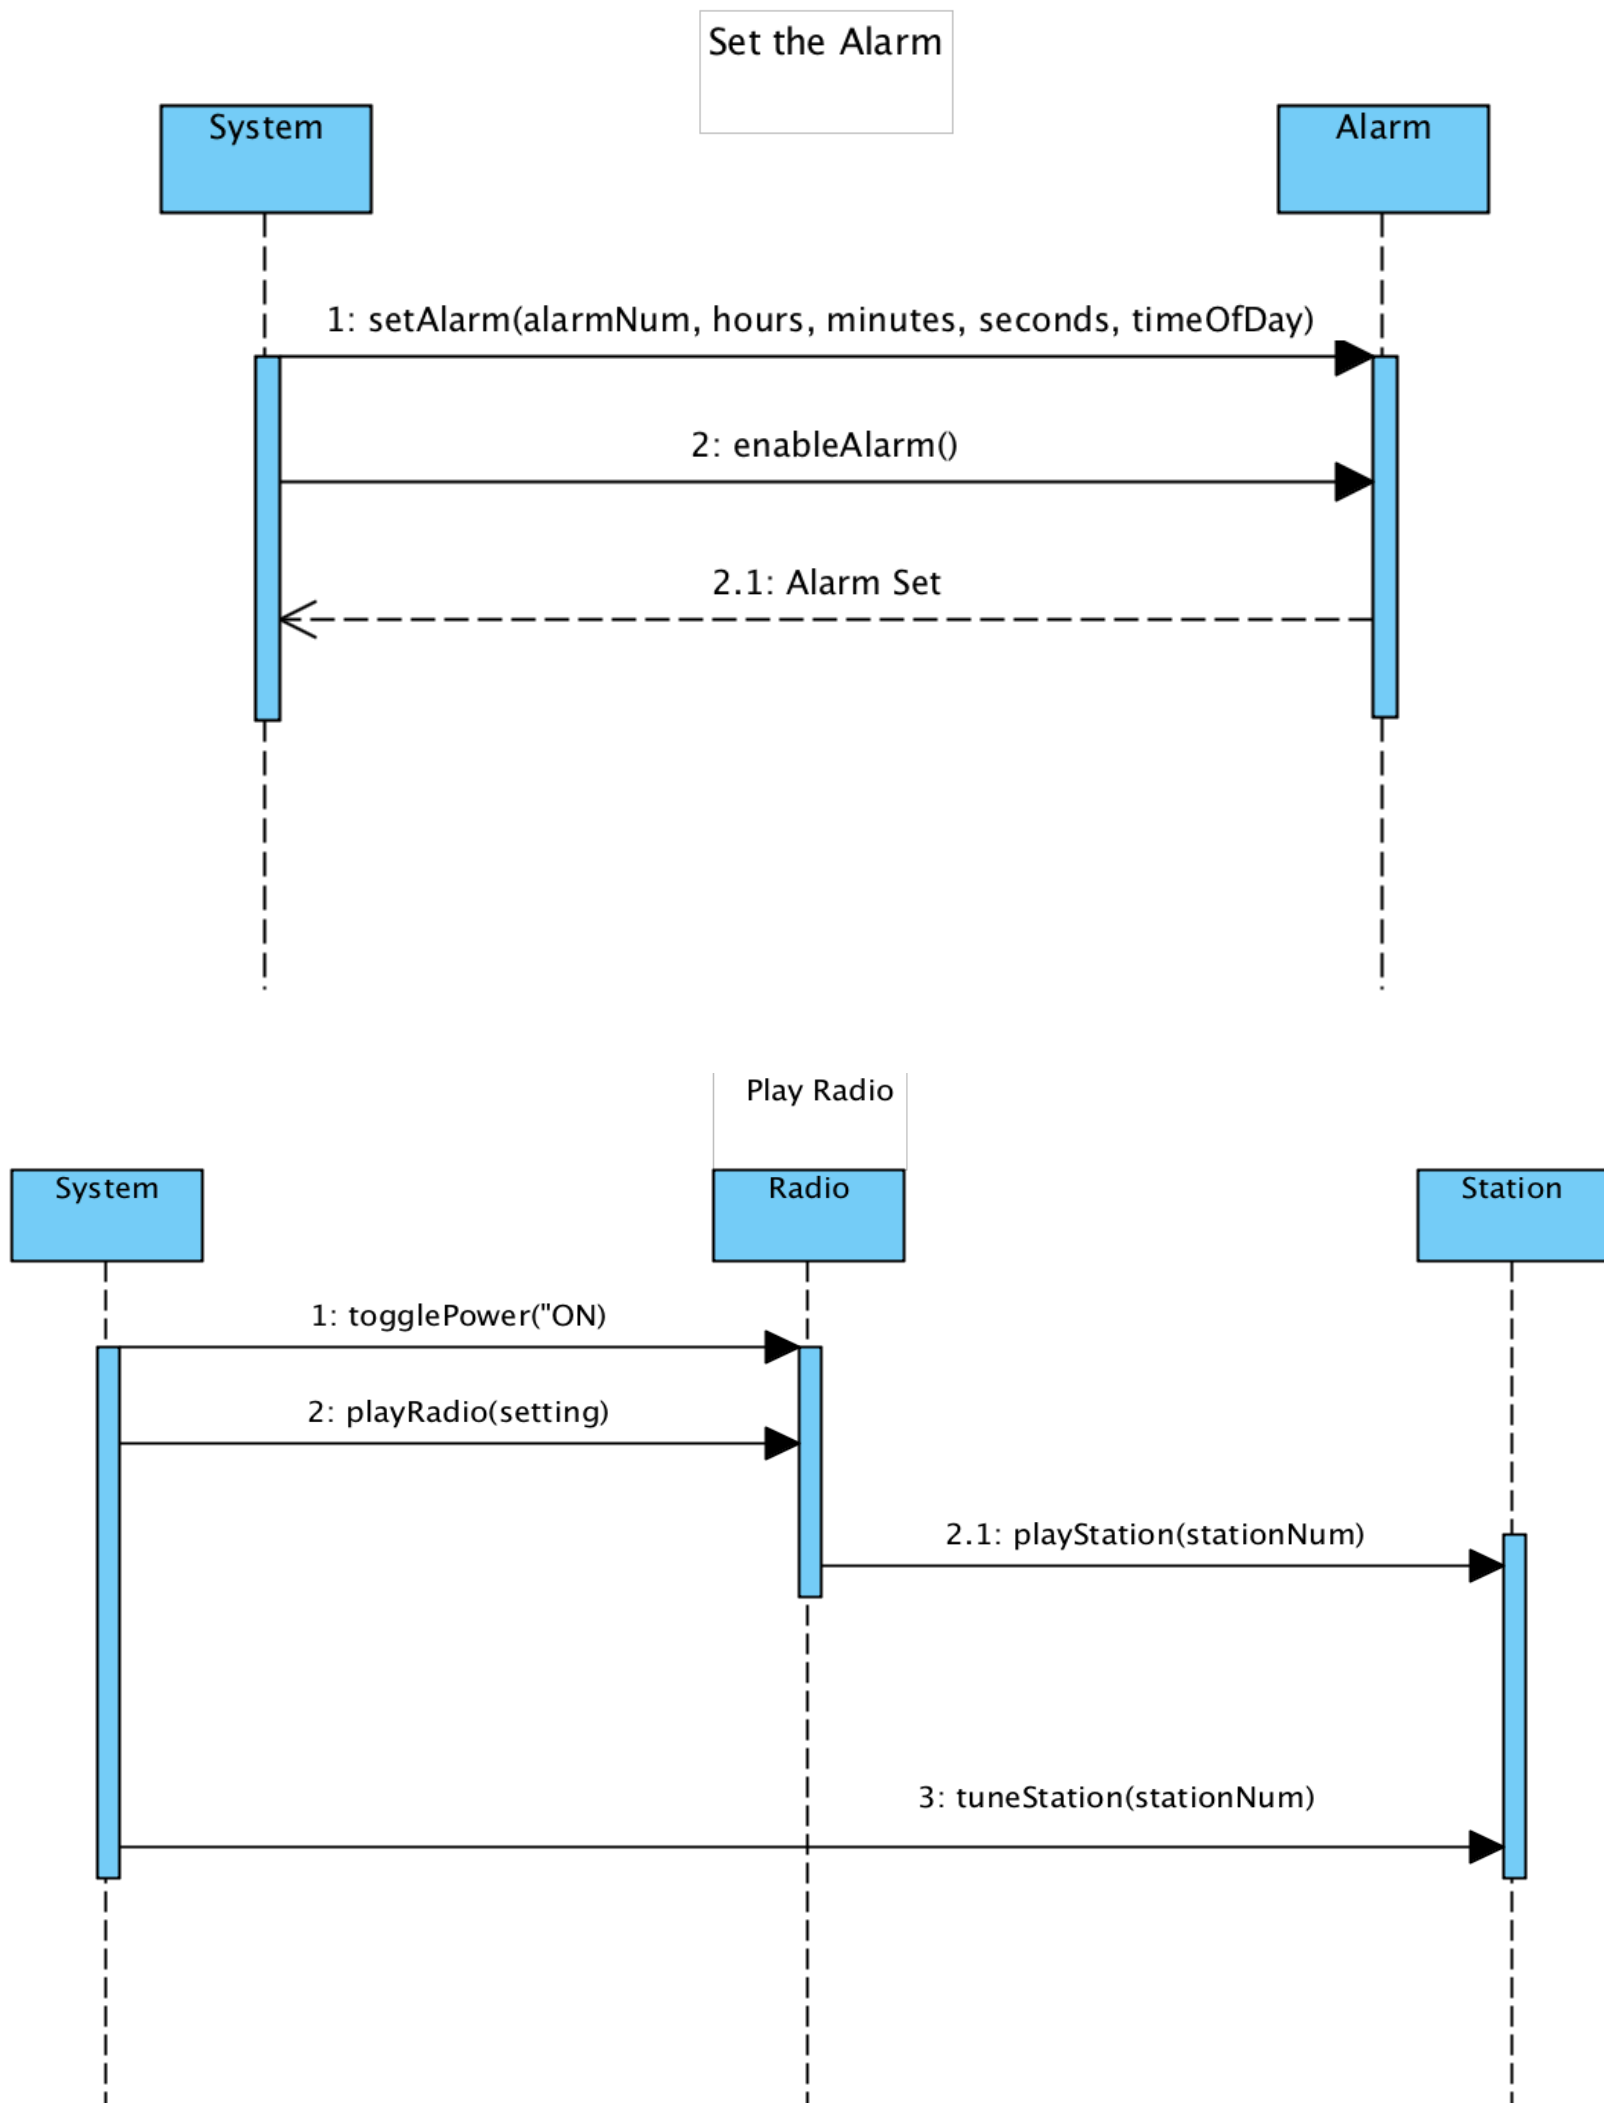 Set the Alarm
System
Alarm
1: setAlarm(alarmNum, hours, minutes, seconds, timeOfDay)
2: enableAlarm()
2.1: Alarm Set
Play Radio
System
Radio
Station
1: togglePower("ON)
2: playRadio(setting)
2.1: playStation(stationNum)
3: tuneStation(stationNum)